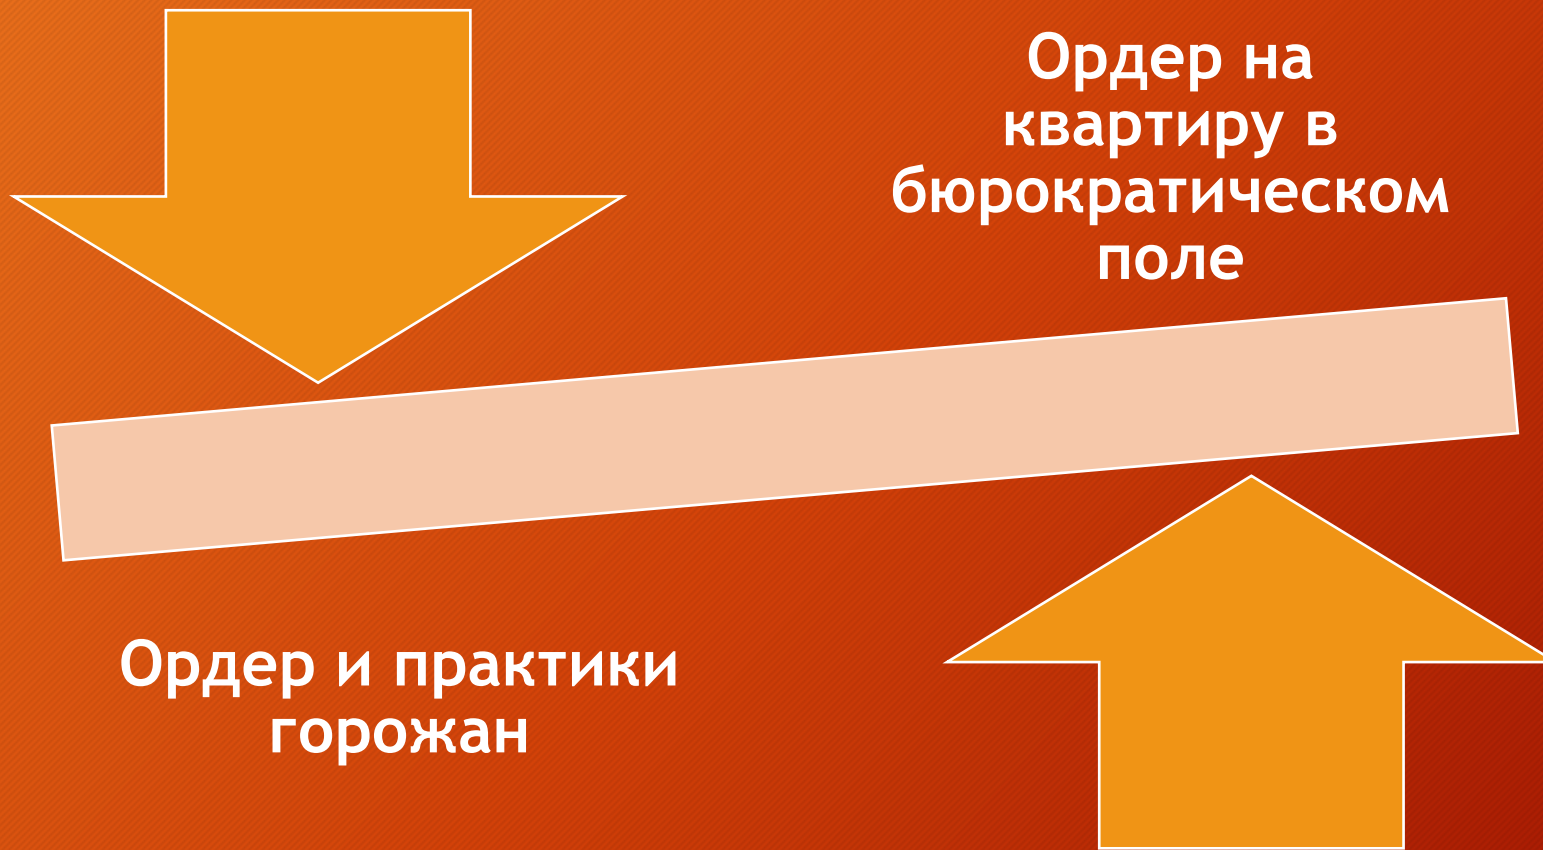 Ордер на
квартиру в
бюрократическом
поле
Ордер и практики
горожан